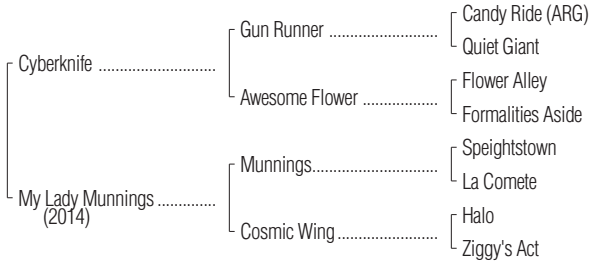 Candy Ride (ARG)
Gun Runner ......................
Quiet Giant
Cyberknife ............................
Flower Alley
Awesome Flower ..................
Formalities Aside
Speightstown
Munnings..............................
La Comete
My Lady Munnings ..............
(2014)
Halo
Cosmic Wing ........................
Ziggy's Act